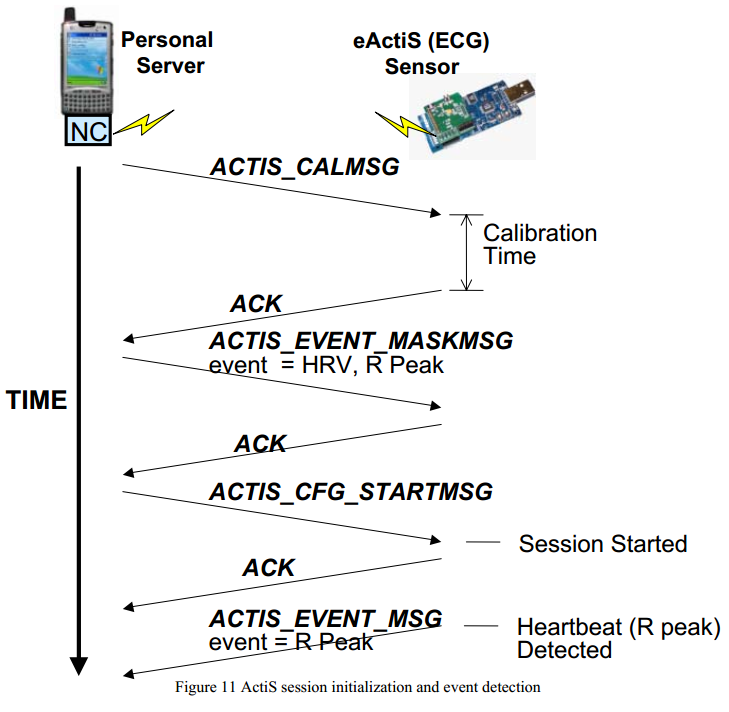 Personal
Server
eActiS (ECG)
Sensor
NC
ACTIS_CALMSG
Calibration
Time
ACK
ACTIS_EVENT_MASKMSG
event = HRV, R Peak
TIME
ACK
ACTIS_CFG_STARTMSG
Session Started
ACK
ACTIS_EVENT_MSG
event = R Peak
Heartbeat (R peak)
Detected
Figure 11 ActiS session initialization and event detection